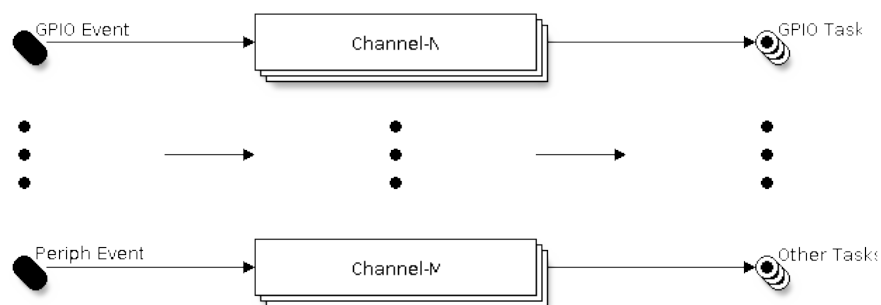 GPIO Event
Channel-N
GPIO Task
Periph Event
Channel-M
Other Tasks